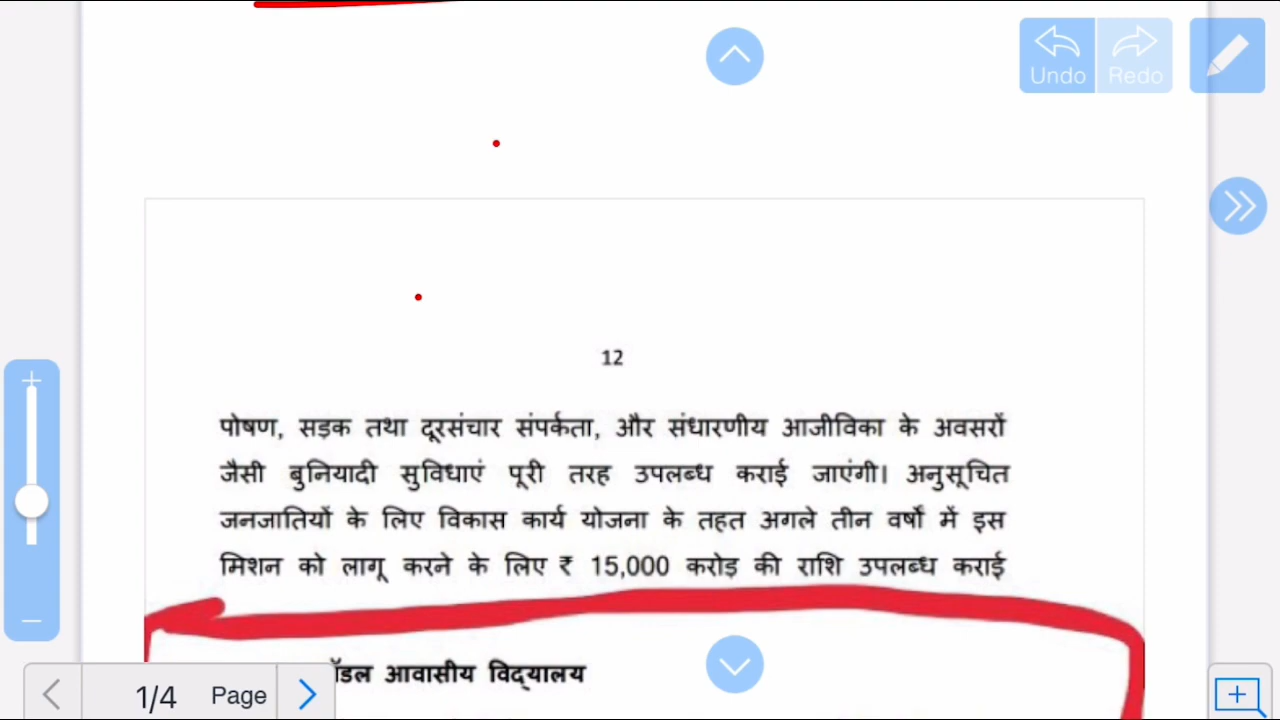 Undo
Redo
12
पोषण, सड़क तथा दूरसंचार संपर्कता, और संधारणीय आजीविका के अवसरों
जैसी बुनियादी सुविधाएं पूरी तरह उपलब्ध कराई जाएंगी। अनुसूचित
जनजातियों के लिए विकास कार्य योजना के तहत अगले तीन वर्षों में इस
मिशन को लागू करने के लिए ₹ 15,000 करोड़ की राशि उपलब्ध कराई
आवासीय विद्यालय
1/4 Page